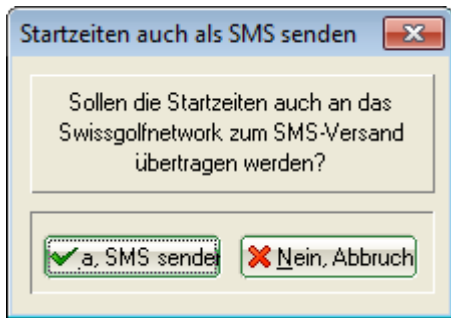 Startzeiten auch als SMS senden
Sollen die Startzeiten auch an das
Swissgolfnetwork zum SMS-Versand
übertragen werden?
a, SMS sende
Nein, Abbruch